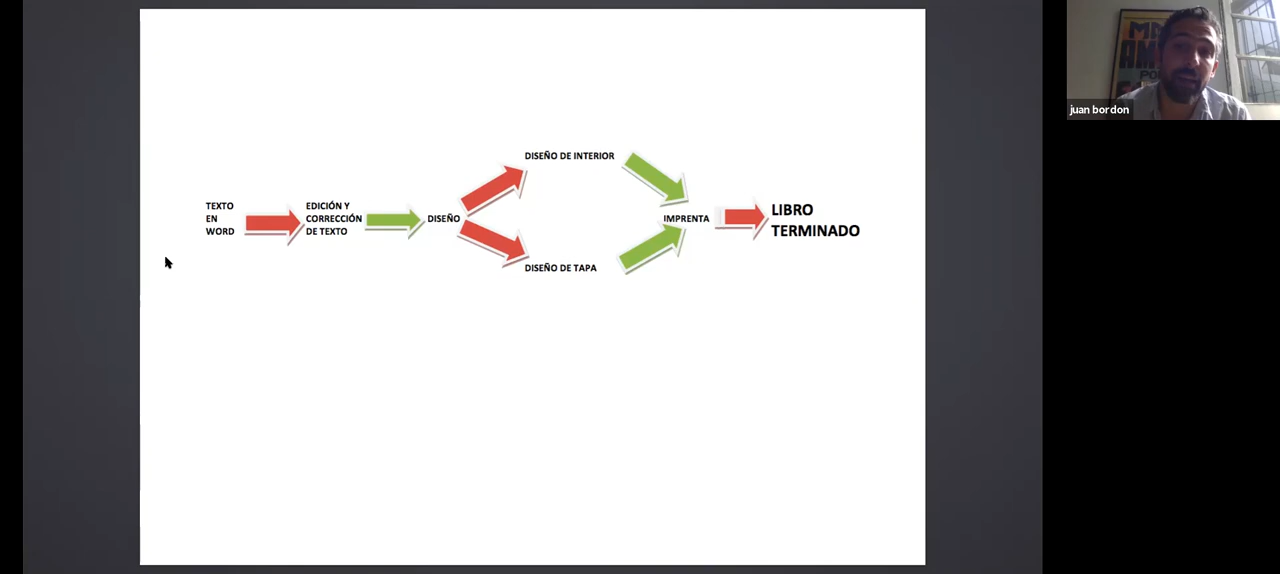 TEXTO
EN
WORD
EDICIÓN Y
CORRECCIÓN
DE TEXTO
DISEÑO
DISEÑO DE INTERIOR
DISEÑO DE TAPA
IMPRENTA
LIBRO
TERMINADO
juan bordon